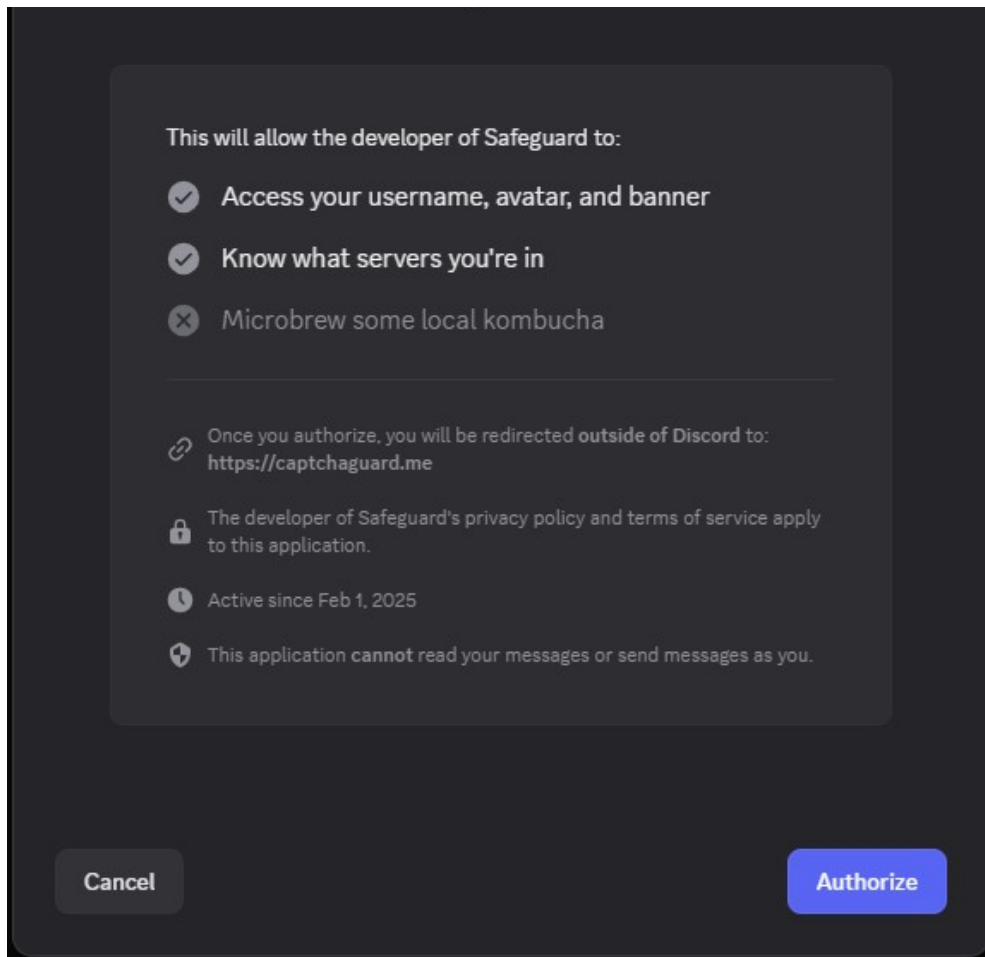 This will allow the developer of Safeguard to:
Access your username, avatar, and banner
Know what servers you're in
Microbrew some local kombucha
Once you authorize, you will be redirected outside of Discord to:
https://captchaguard.me
The developer of Safeguard's privacy policy and terms of service apply
to this application.
Active since Feb 1, 2025
This application cannot read your messages or send messages as you.
Cancel
Authorize